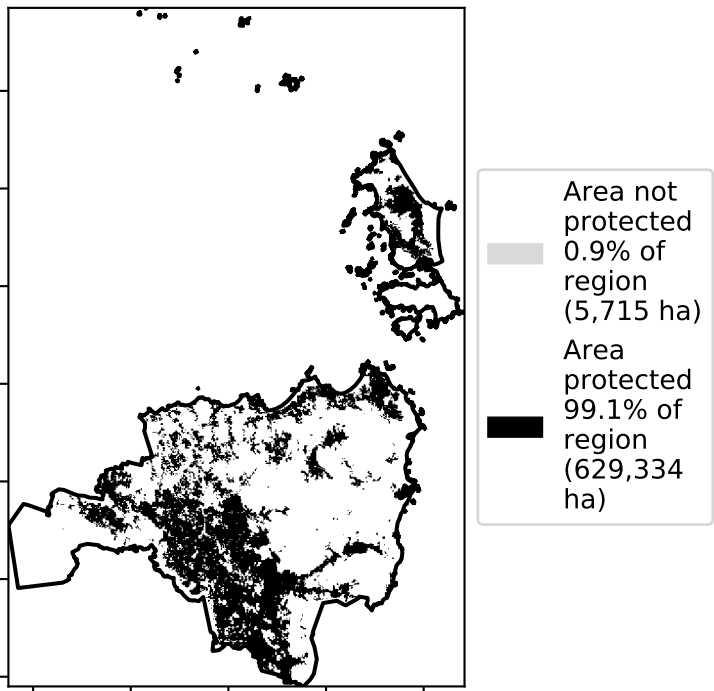 Area not
protected
0.9% of
region
(5,715 ha)
Area
protected
99.1% of
region
(629,334
ha)